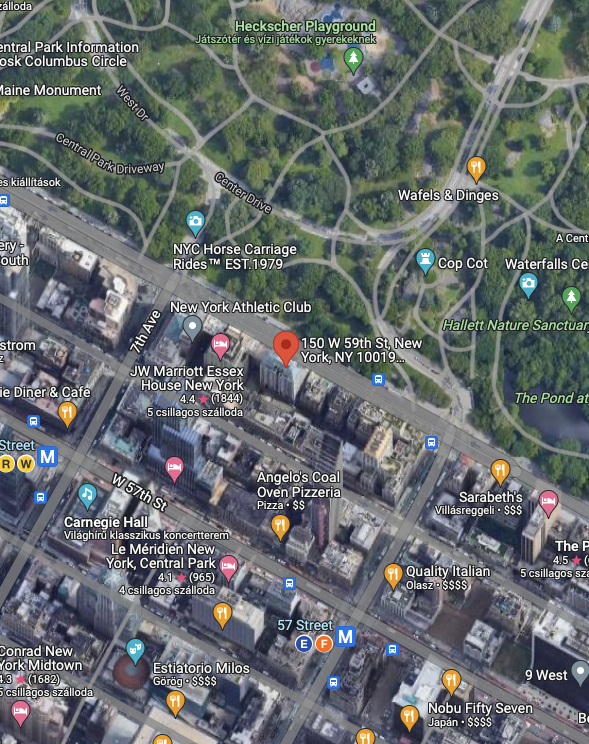 szálloda
Heckscher Playground
Játszótér és vízi játékok gyerekeknek
entral Park Information
osk Columbus Circle
Maine Monument
West Dr
Central Park Driveway
es kiállítások
Center Drive
Wafels & Dinges
ery -
outh
NYC Horse Carriage
Rides™ EST.1979
A Cent
Cop Cot
Waterfalls Ce
New York Athletic Club
Hallett Nature Sanctuar
7th Ave
150 W 59th St, New
York, NY 10019...
strom
z
JW Marriott Essex
House New York
4.4 ★ (1844)
5 csillagos szálloda
ie Diner & Cafe
The Pond at
Street
R W M
W 57th St
Angelo's Coal
Oven Pizzeria
Pizza • $$
Sarabeth's
Villásreggeli • $$$
Carnegie Hall
Világhírű klasszikus koncertterem
Le Méridien New
York, Central Park
4.1 ★ (965)
4 csillagos szálloda
The P
4.5 ★ (
5 csillagos sz
Quality Italian
Olasz • $$$$
57 Street
E F M
Conrad New
York Midtown
4.3 ★ (1682)
5 csillagos szálloda
Estiatorio Milos
Görög • $$$$
9 West
Nobu Fifty Seven
Japán • $$$$
Be